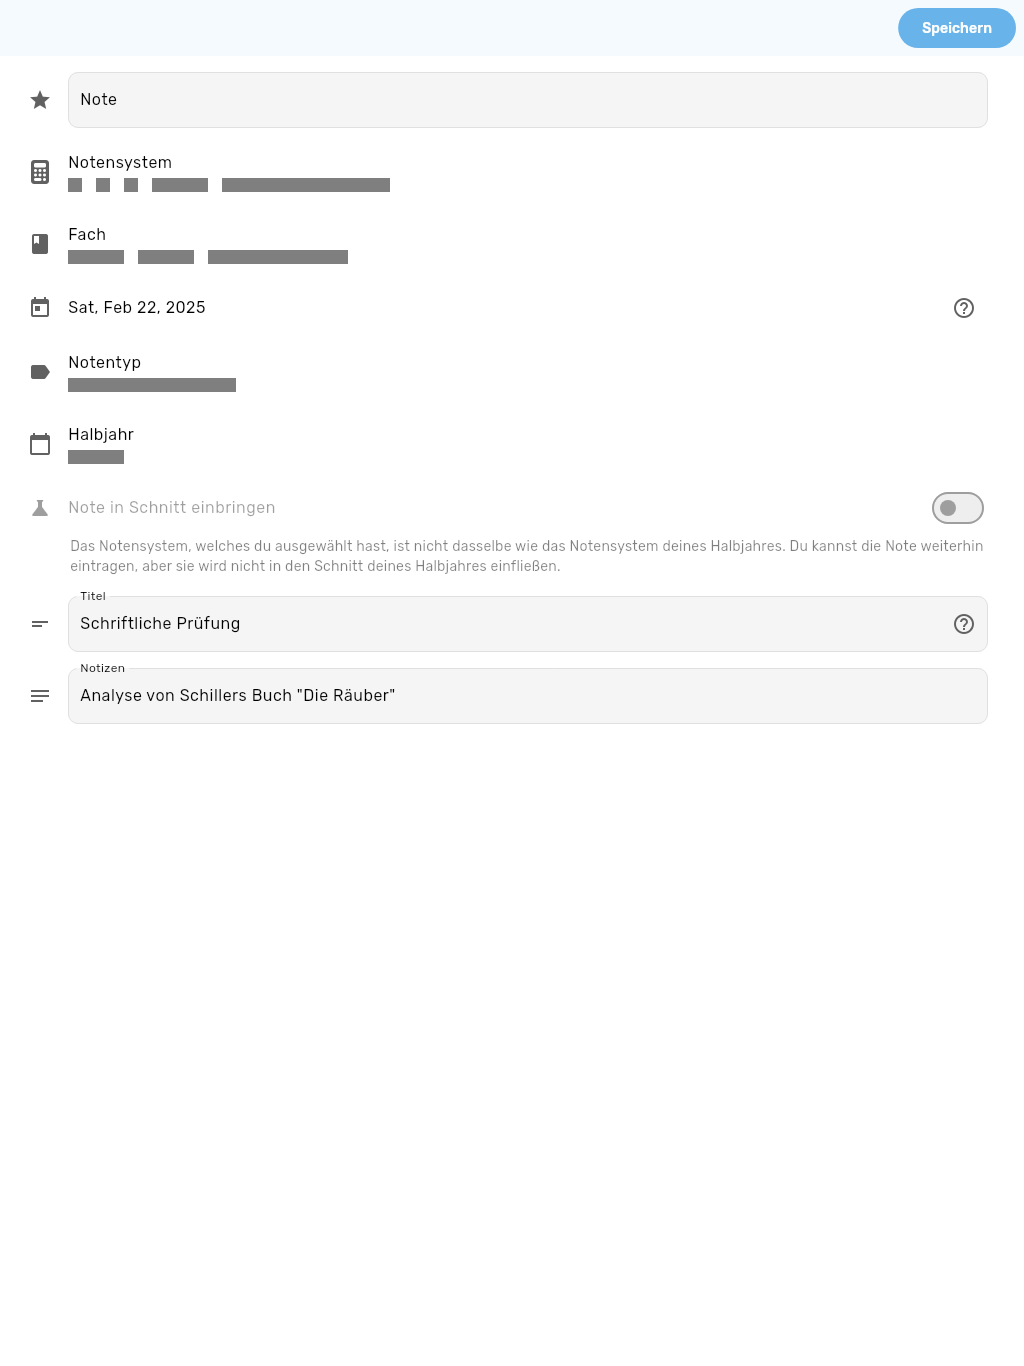 Speichern
Note
Notensystem
Fach
Sat, Feb 22, 2025
Notentyp
Halbjahr
Note in Schnitt einbringen
Das Notensystem, welches du ausgewählt hast, ist nicht dasselbe wie das Notensystem deines Halbjahres. Du kannst die Note weiterhin
eintragen, aber sie wird nicht in den Schnitt deines Halbjahres einfließen.
Titel
Schriftliche Prüfung
Notizen
Analyse von Schillers Buch "Die Räuber"